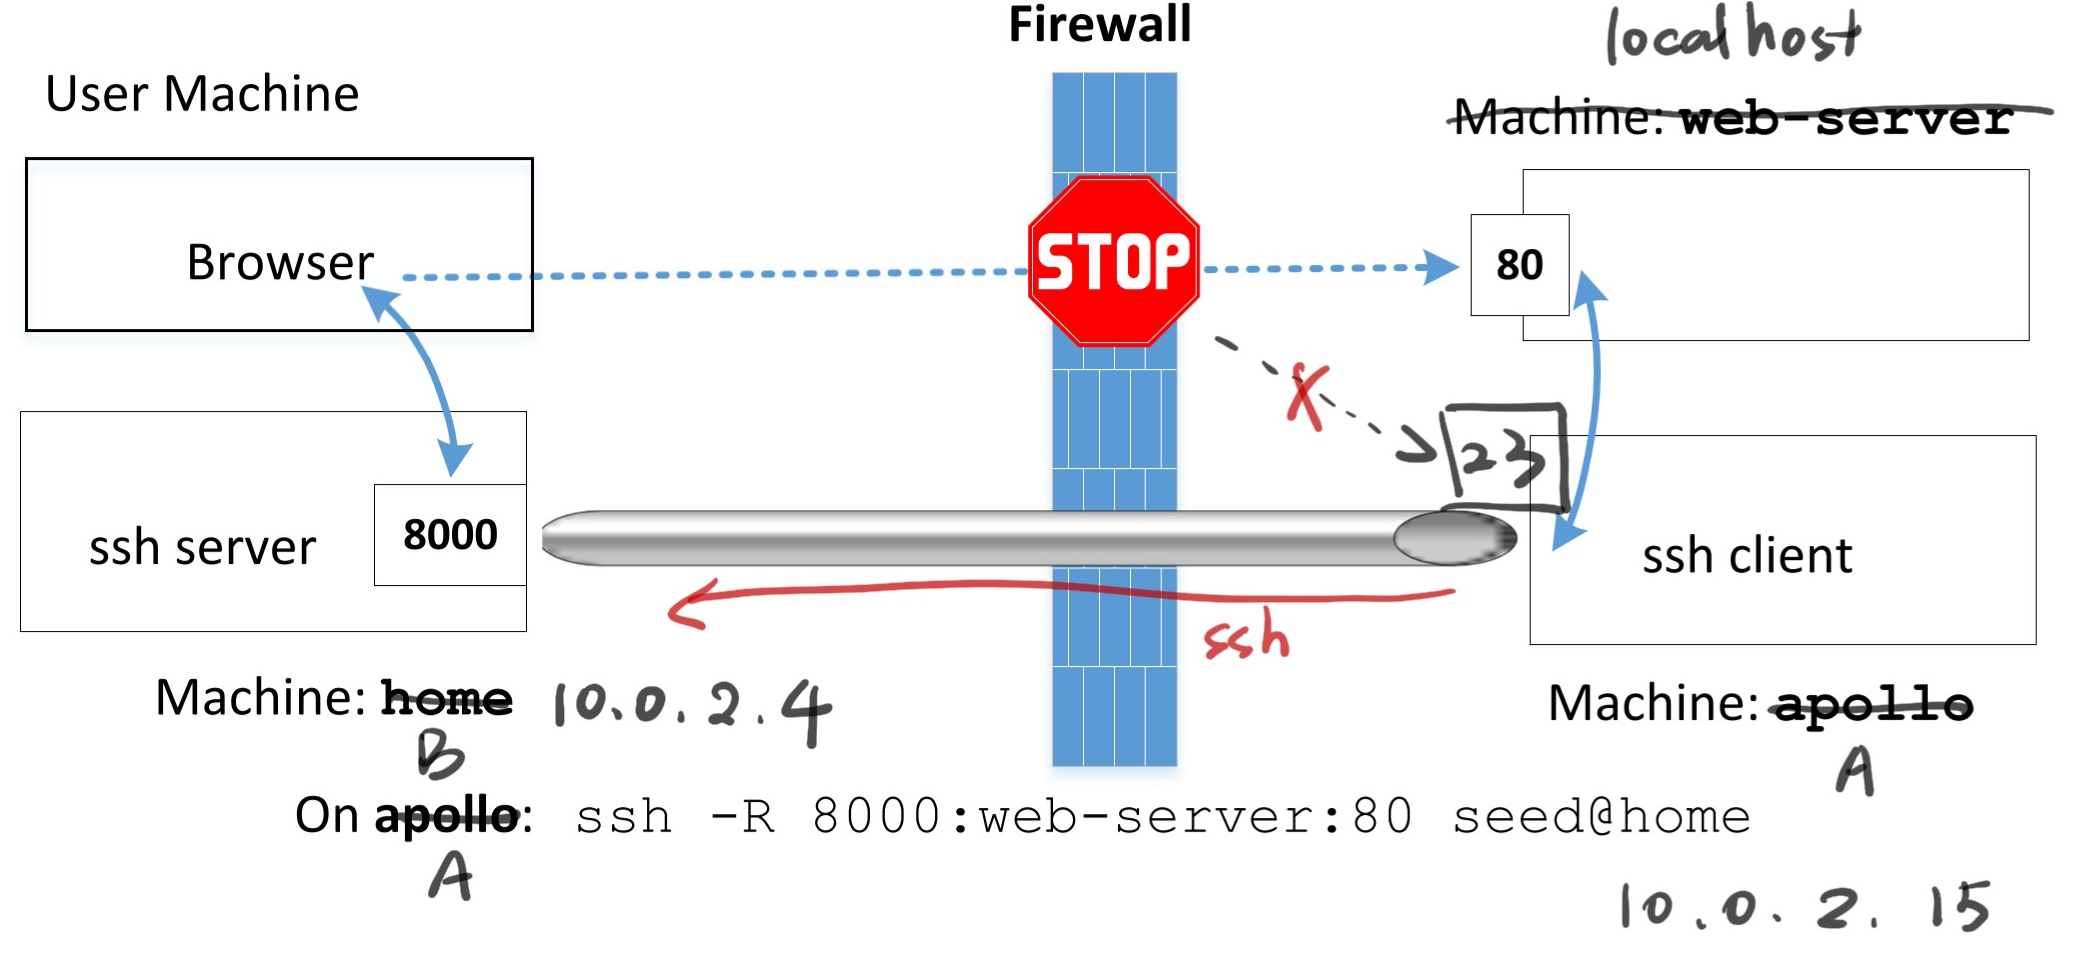 Firewall
localhost
User Machine
Machine: web-server
Browser
STOP
80
23
ssh server
8000
ssh client
ssh
Machine: home 10.0.2.4
Machine: apollo
B
A
On apollo: ssh -R 8000:web-server:80 seed@home
A
10.0.2.15